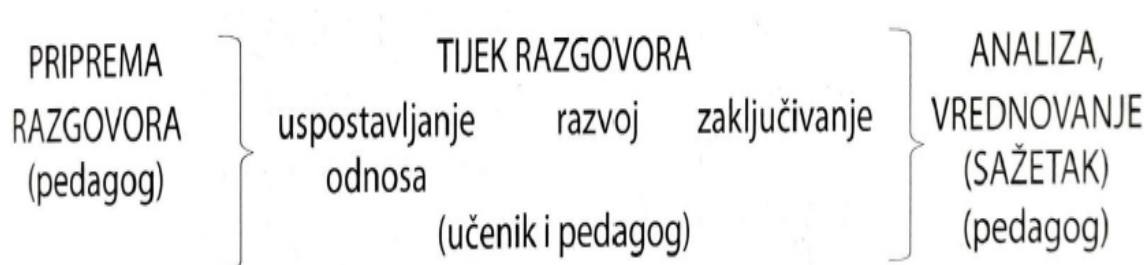 PRIPREMA
RAZGOVORA
(pedagog)
TIJEK RAZGOVORA
uspostavljanje razvoj zaključivanje
odnosa
(učenik i pedagog)
ANALIZA,
VREDNOVANJE
(SAŽETAK)
(pedagog)